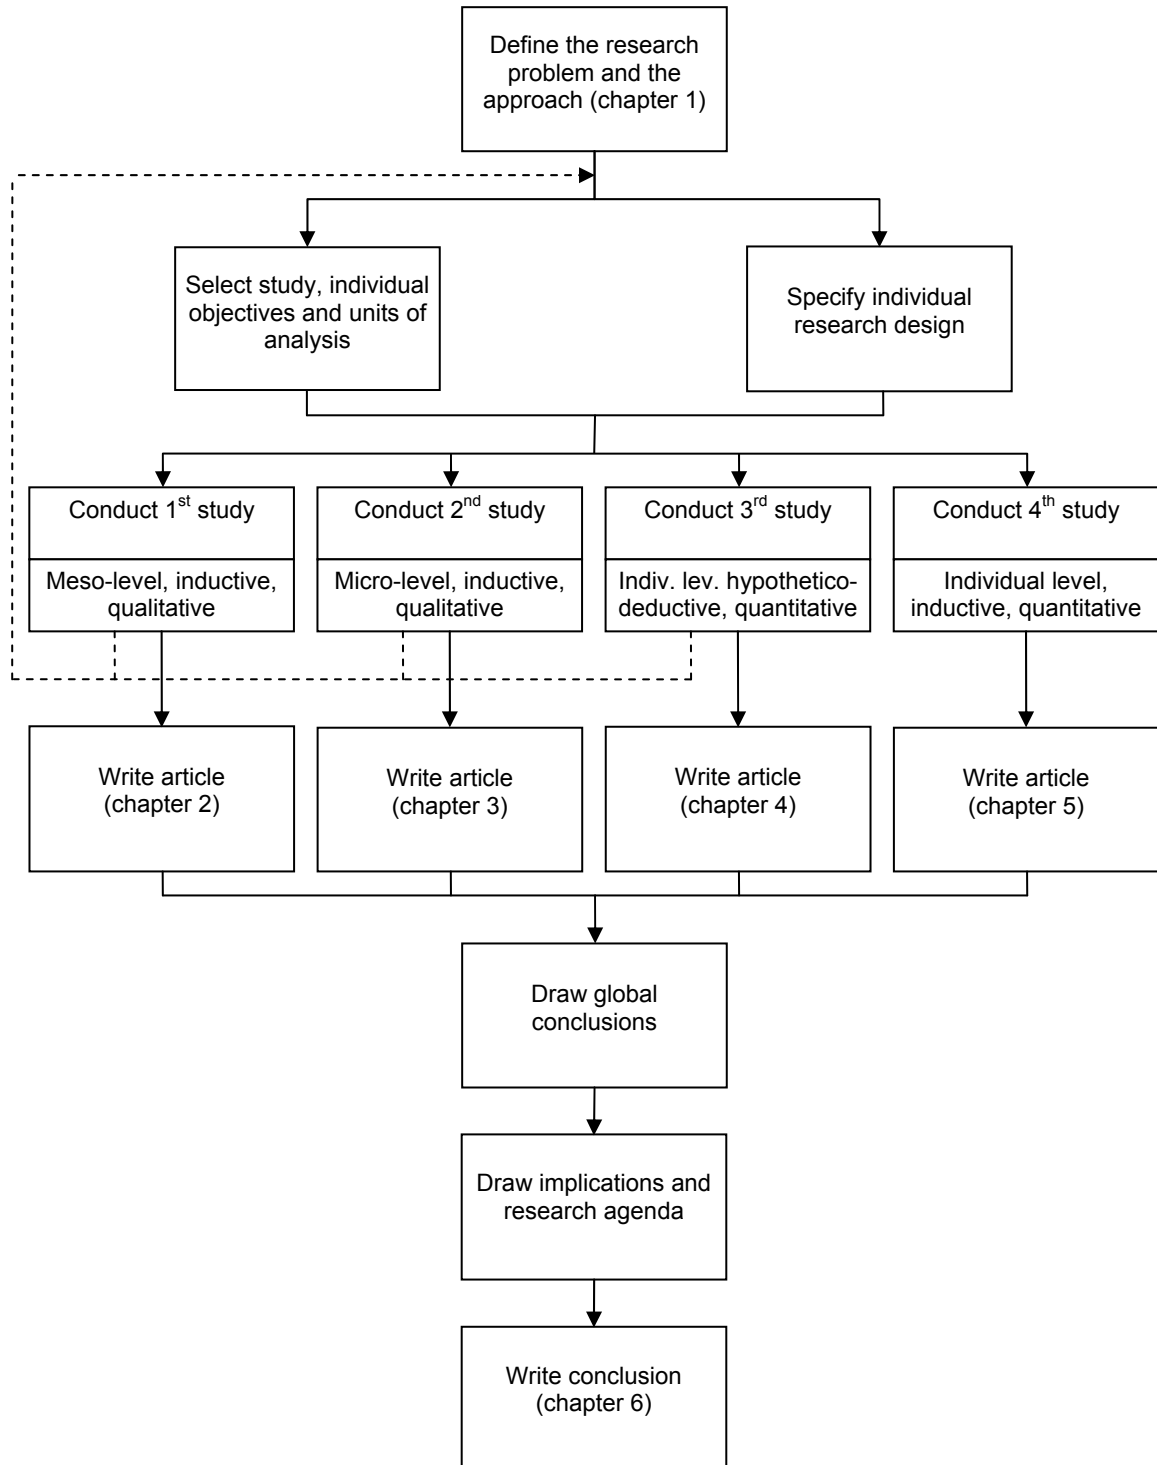 Define the research
problem and the
approach (chapter 1)
Select study, individual
objectives and units of
analysis
Specify individual
research design
Conduct 1st study
Meso-level, inductive,
qualitative
Conduct 2nd study
Micro-level, inductive,
qualitative
Conduct 3rd study
Indiv. lev. hypothetico-
deductive, quantitative
Conduct 4th study
Individual level,
inductive, quantitative
Write article
(chapter 2)
Write article
(chapter 3)
Write article
(chapter 4)
Write article
(chapter 5)
Draw global
conclusions
Draw implications and
research agenda
Write conclusion
(chapter 6)